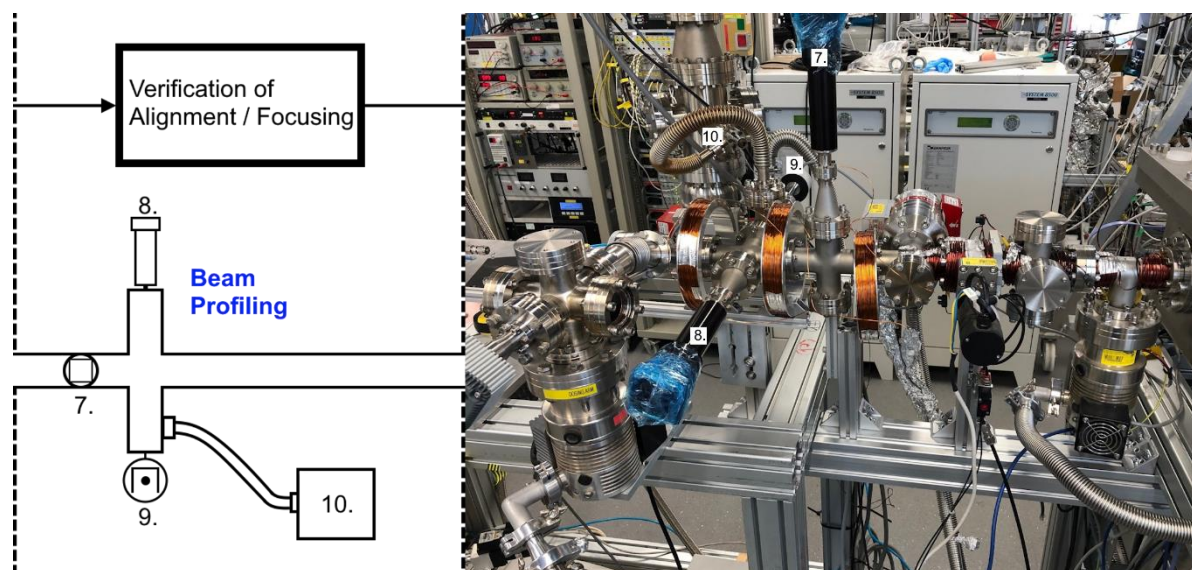 Verification of
Alignment / Focusing
8.
Beam
Profiling
7.
9.
10.
7.
10.
9.
8.